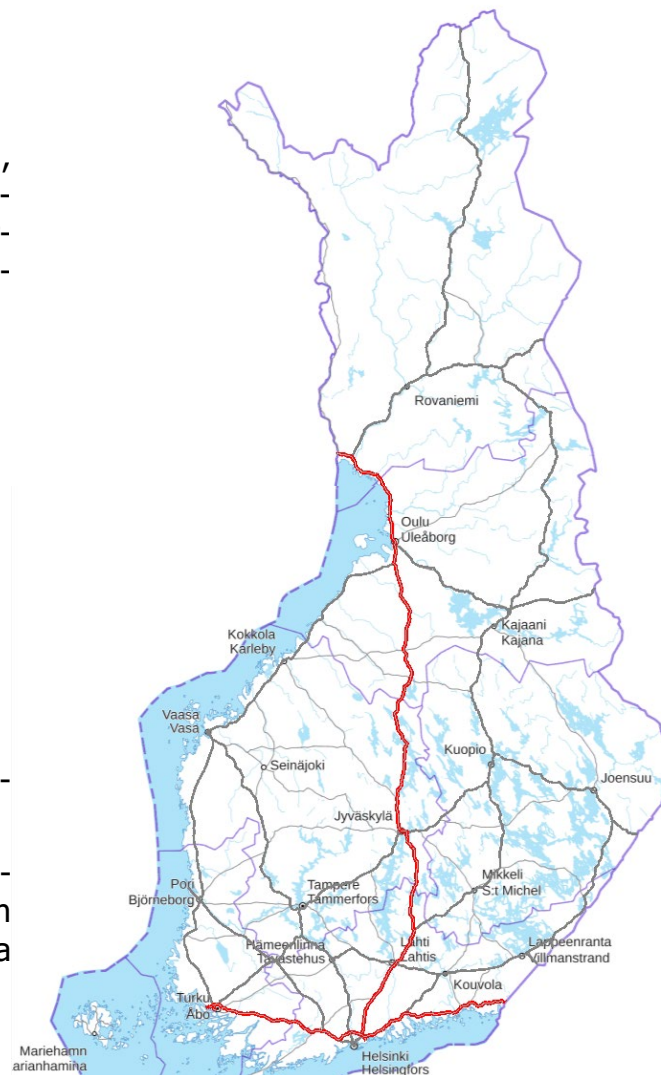 ,
-
-
-
Rovaniemi
Oulu
Uleåborg
Kajaani
Kajana
Kokkola
Karleby
Vaasa
Vasa
Seinäjoki
Kuopio
Joensuu
Jyväskylä
-
-
m
a
Pori
Björneborg
Tampere
Tammerfors
Mikkeli
S:t Michel
Hämeenlinna
Tavastehus
Lahti
Lahtis
Lappeenranta
Villmanstrand
Kouvola
Turku
Åbo
Mariehamn
arianhamina
Helsinki
Helsingfors